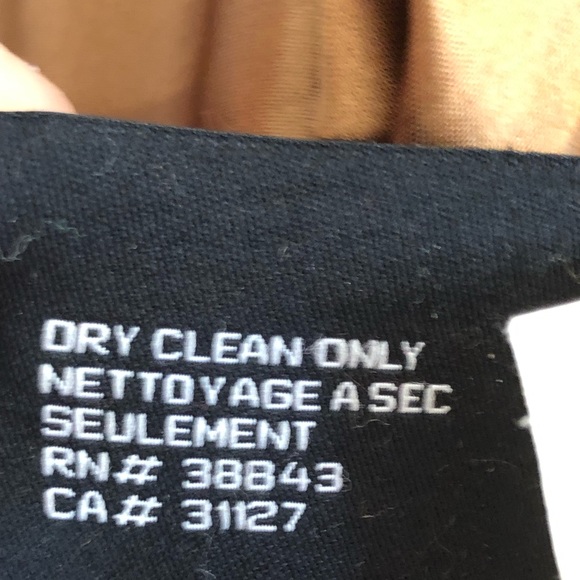 DRY CLEAN ONLY
NETTOYAGE A SEC
SEULEMENT
RN# 38843
CA# 31127